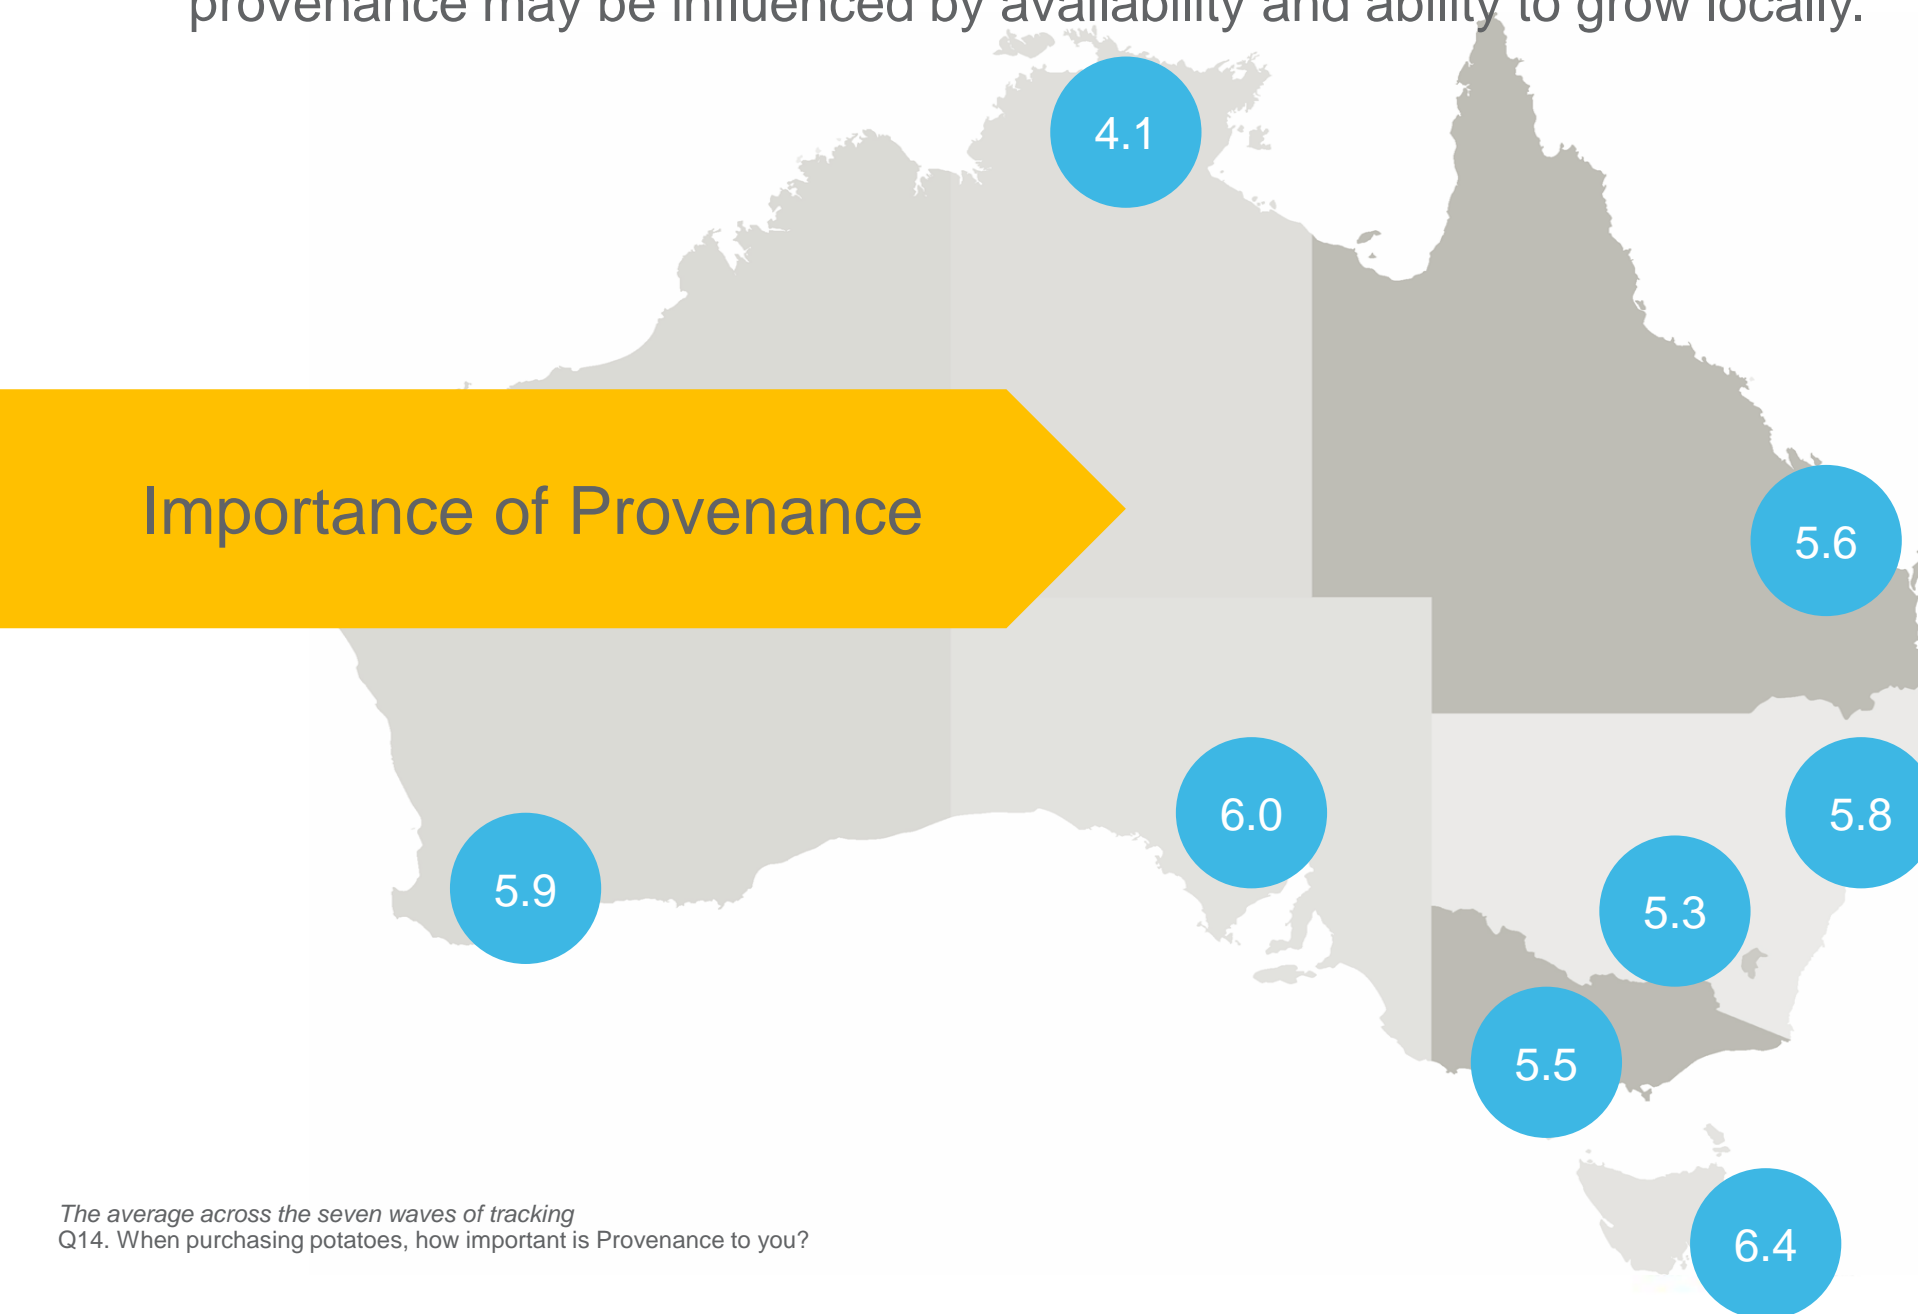 provenance may be influenced by availability and ability to grow locally.
4.1
Importance of Provenance
5.6
6.0
5.8
5.9
5.3
5.5
The average across the seven waves of tracking
Q14. When purchasing potatoes, how important is Provenance to you?
6.4